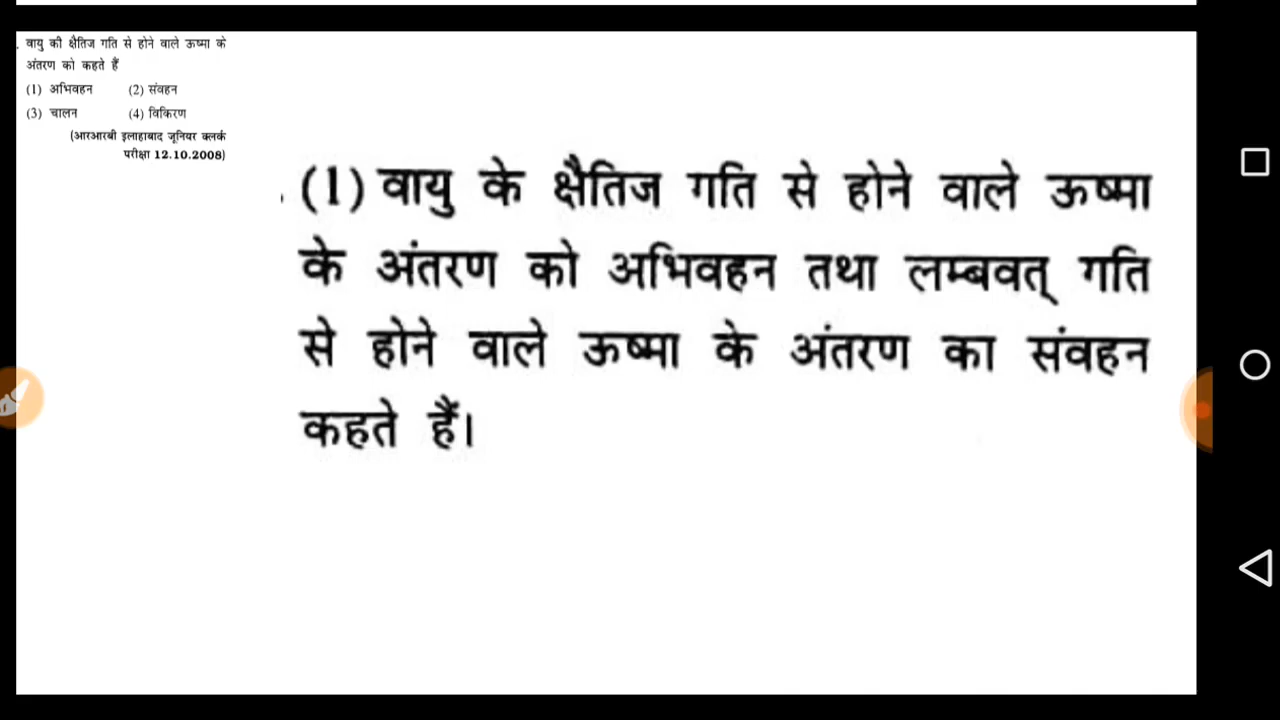 . वायु की क्षैतिज गति से होने वाले ऊष्मा के
अंतरण को कहते हैं
(1) अभिवहन (2) संवहन
(3) चालन (4) विकिरण
(आरआरबी इलाहाबाद जूनियर क्लर्क
परीक्षा 12.10.2008)
. (1) वायु के क्षैतिज गति से होने वाले ऊष्मा
के अंतरण को अभिवहन तथा लम्बवत् गति
से होने वाले ऊष्मा के अंतरण का संवहन
कहते हैं।